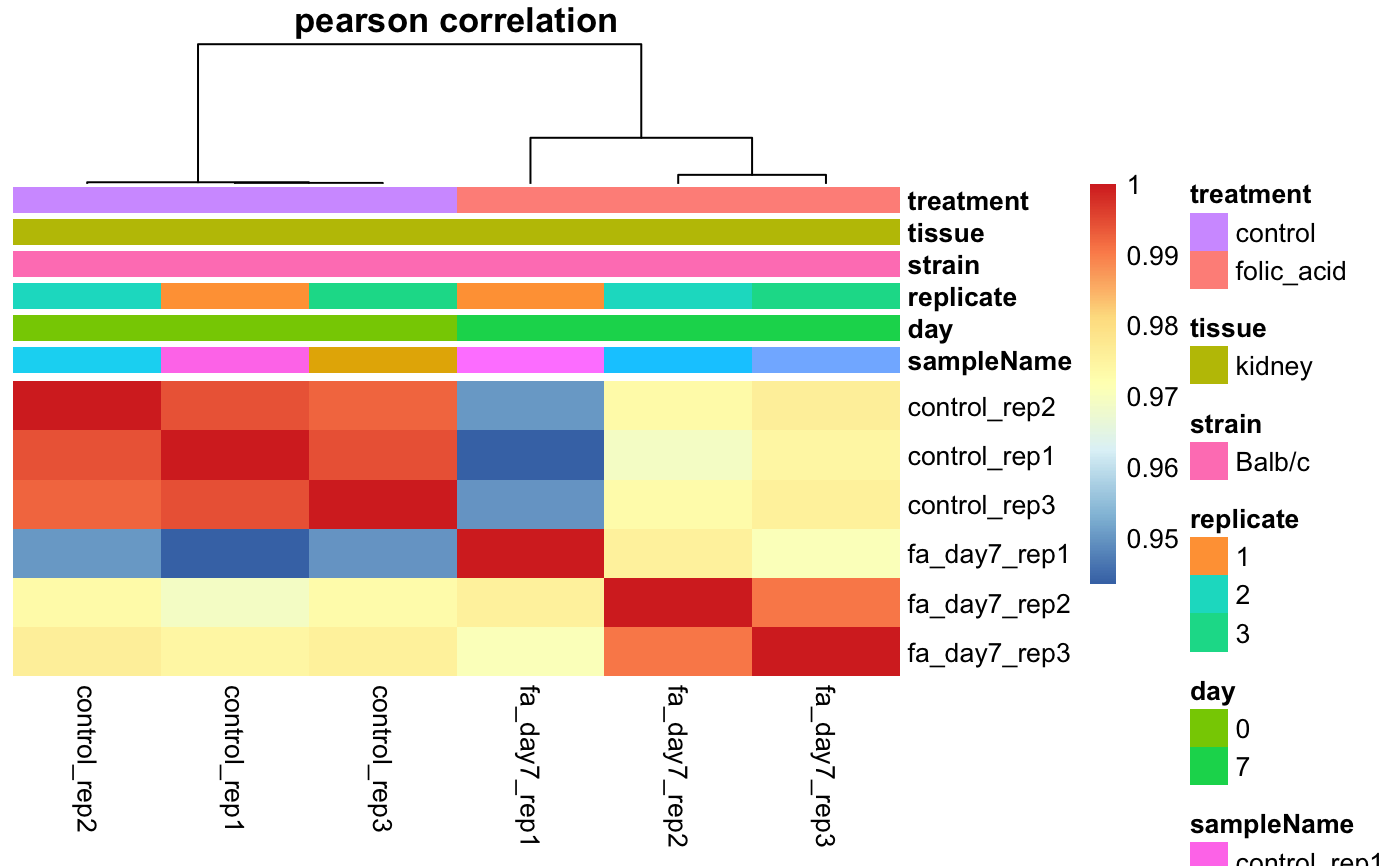 pearson correlation
treatment
tissue
strain
replicate
day
sampleName
control_rep2
control_rep1
control_rep3
fa_day7_rep1
fa_day7_rep2
fa_day7_rep3
control_rep2
control_rep1
control_rep3
fa_day7_rep1
fa_day7_rep2
fa_day7_rep3
1
0.99
0.98
0.97
0.96
0.95
treatment
control
folic_acid
tissue
kidney
strain
Balb/c
replicate
1
2
3
day
0
7
sampleName
control_rep1